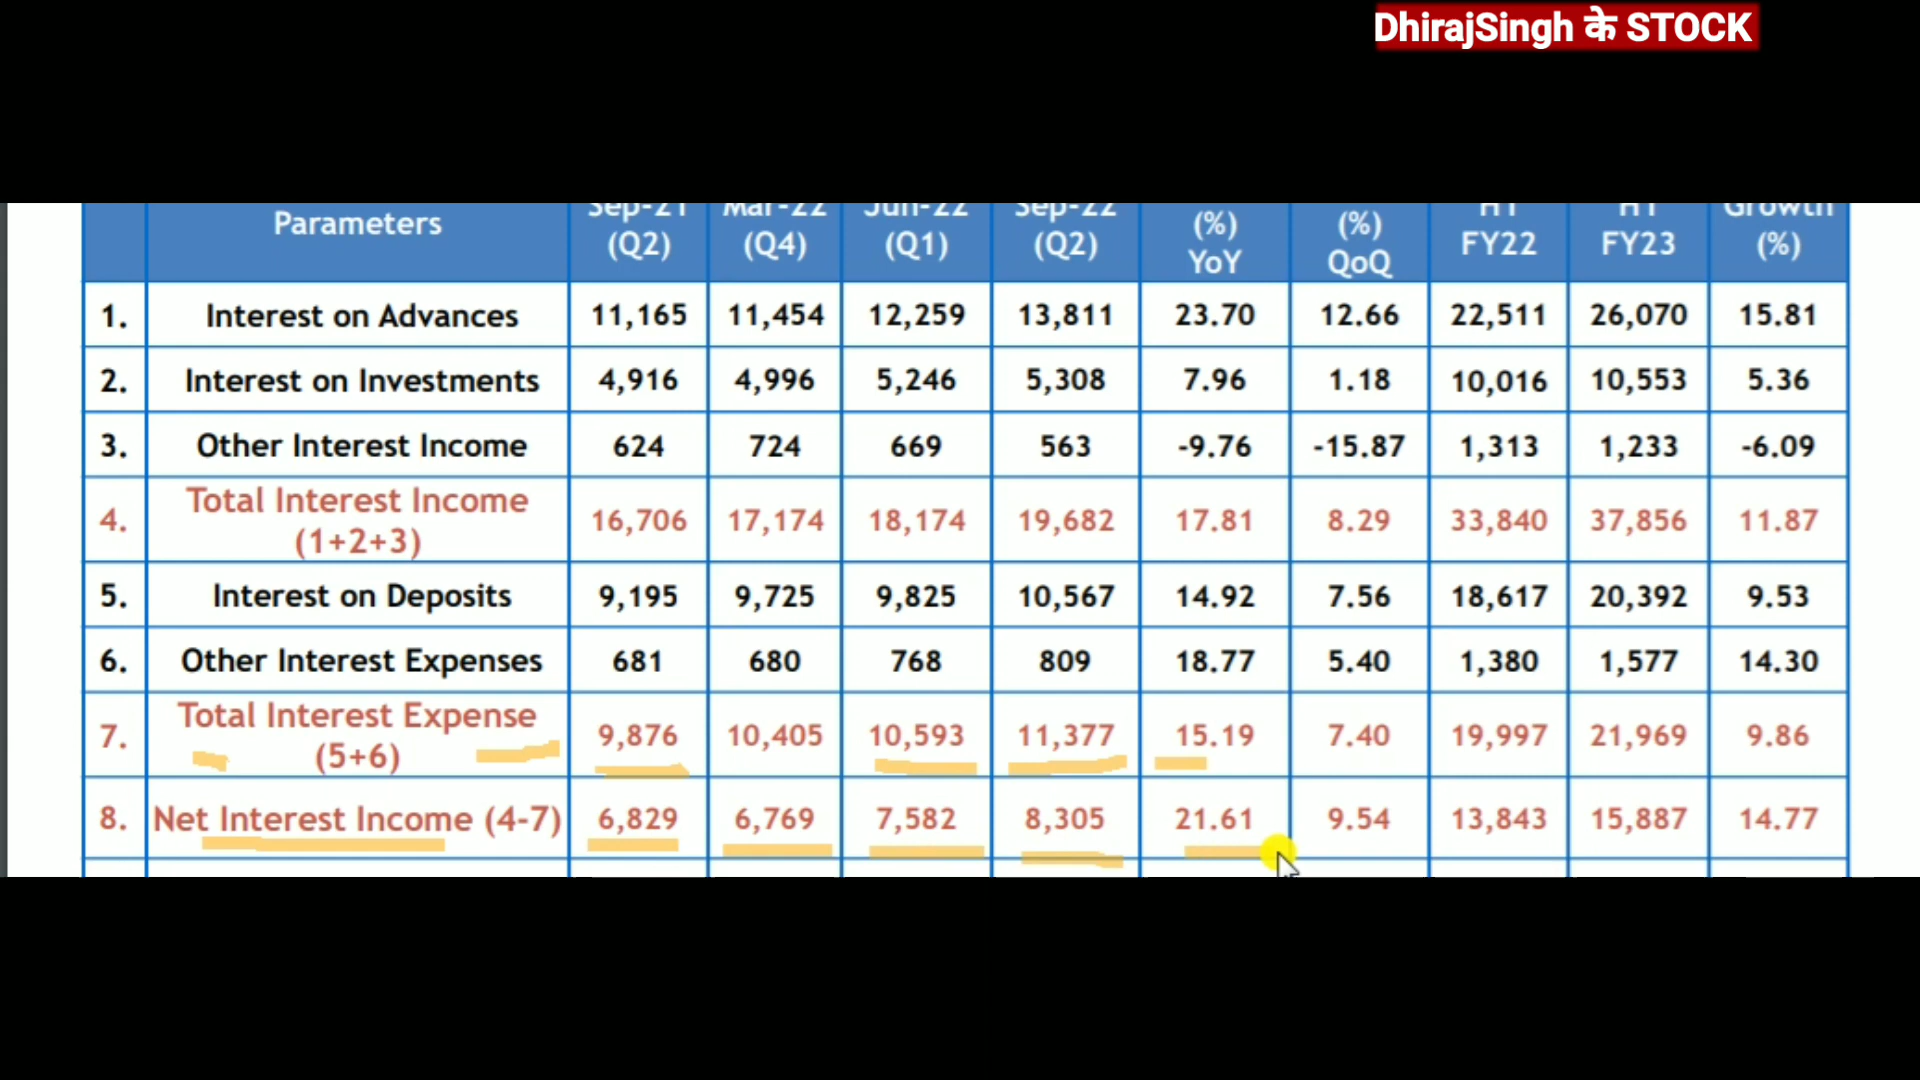 DhirajSingh के STOCK
Parameters Sep-21 (Q2) Mar-22 (Q4) Jun-22 (Q1) Sep-22 (Q2) (%) YoY (%) QoQ FY22 FY23 Growth (%)
1. Interest on Advances 11,165 11,454 12,259 13,811 23.70 12.66 22,511 26,070 15.81
2. Interest on Investments 4,916 4,996 5,246 5,308 7.96 1.18 10,016 10,553 5.36
3. Other Interest Income 624 724 669 563 -9.76 -15.87 1,313 1,233 -6.09
4. Total Interest Income (1+2+3) 16,706 17,174 18,174 19,682 17.81 8.29 33,840 37,856 11.87
5. Interest on Deposits 9,195 9,725 9,825 10,567 14.92 7.56 18,617 20,392 9.53
6. Other Interest Expenses 681 680 768 809 18.77 5.40 1,380 1,577 14.30
7. Total Interest Expense (5+6) 9,876 10,405 10,593 11,377 15.19 7.40 19,997 21,969 9.86
8. Net Interest Income (4-7) 6,829 6,769 7,582 8,305 21.61 9.54 13,843 15,887 14.77